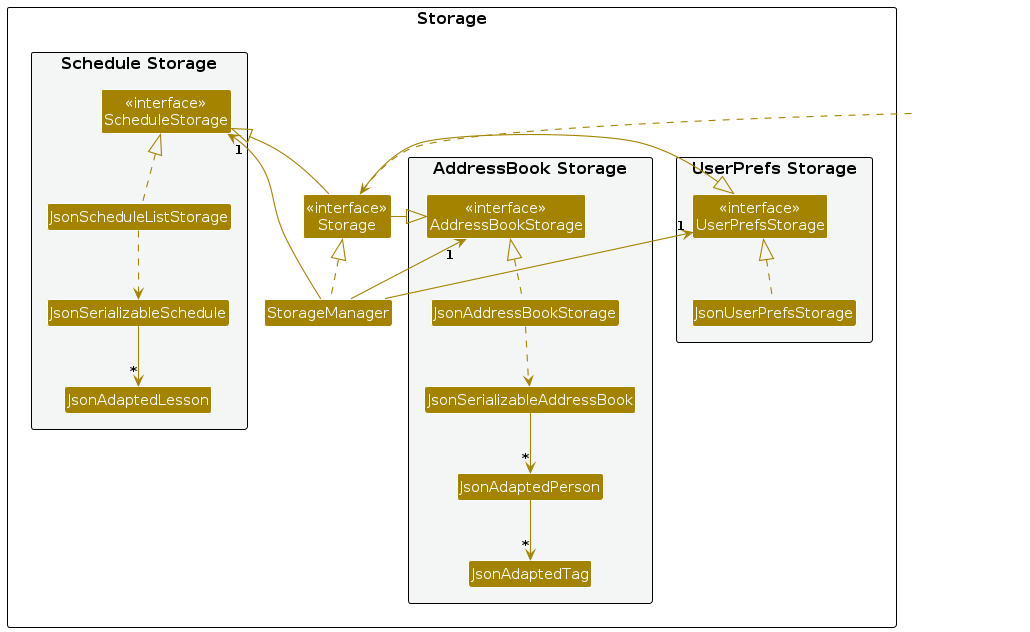 Storage
Schedule Storage
«interface»
ScheduleStorage
1
JsonScheduleListStorage
JsonSerializableSchedule
*
JsonAdaptedLesson
«interface»
Storage
StorageManager
AddressBook Storage
«interface»
AddressBookStorage
1
JsonAddressBookStorage
JsonSerializableAddressBook
*
JsonAdaptedPerson
*
JsonAdaptedTag
UserPrefs Storage
«interface»
UserPrefsStorage
1
JsonUserPrefsStorage